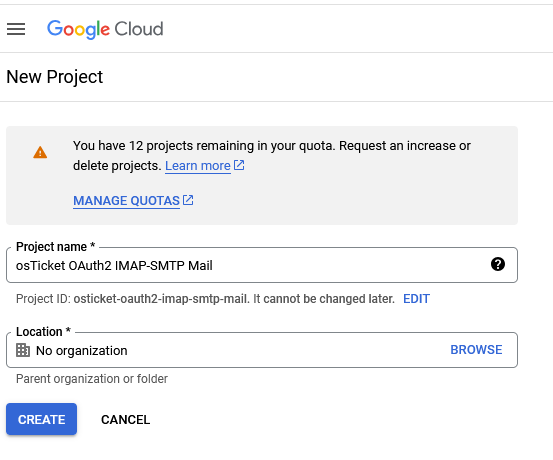 Google Cloud
New Project
You have 12 projects remaining in your quota. Request an increase or
delete projects. Learn more
MANAGE QUOTAS
Project name *
osTicket OAuth2 IMAP-SMTP Mail
Project ID: osticket-oauth2-imap-smtp-mail. It cannot be changed later. EDIT
Location *
No organization BROWSE
Parent organization or folder
CREATE CANCEL